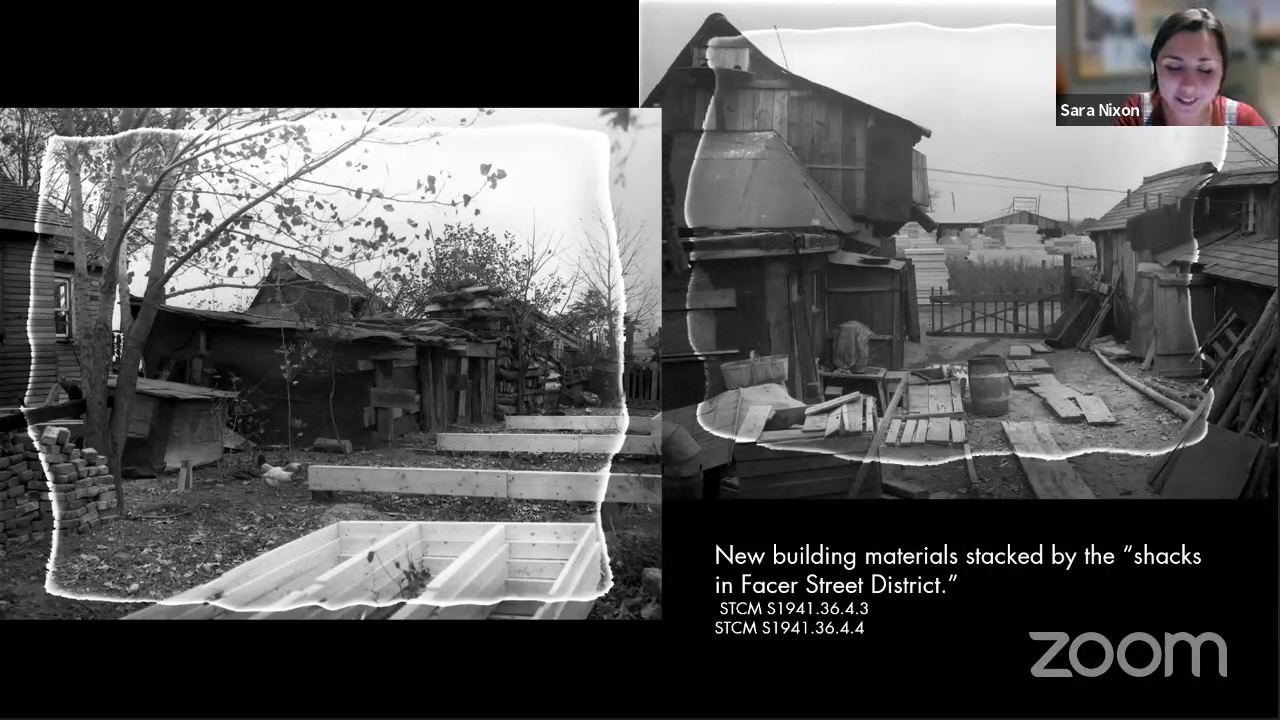 Sara Nixon
New building materials stacked by the “shacks
in Facer Street District.”
STCM S1941.36.4.3
STCM S1941.36.4.4
zoom